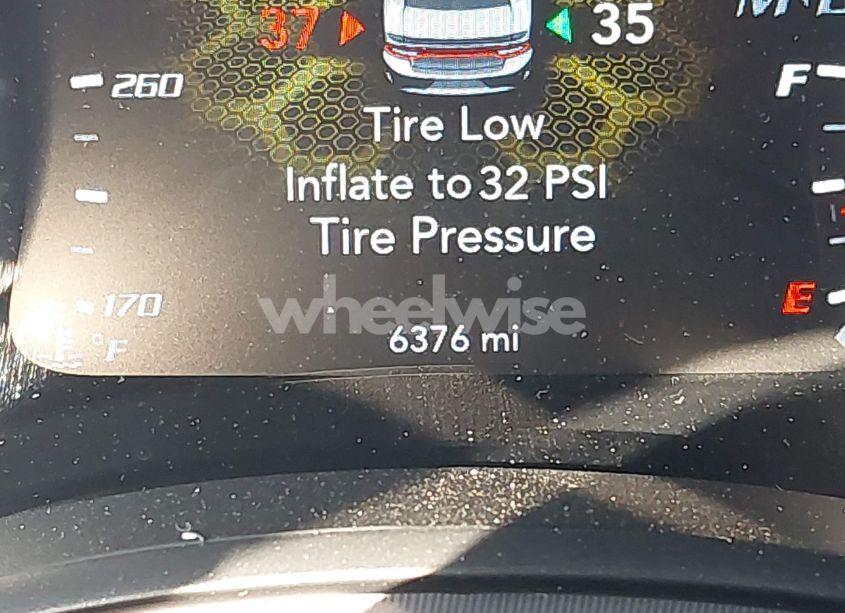 37 35
260 F
Tire Low
Inflate to 32 PSI
Tire Pressure
170 E
wheelwise
6376 mi
°F